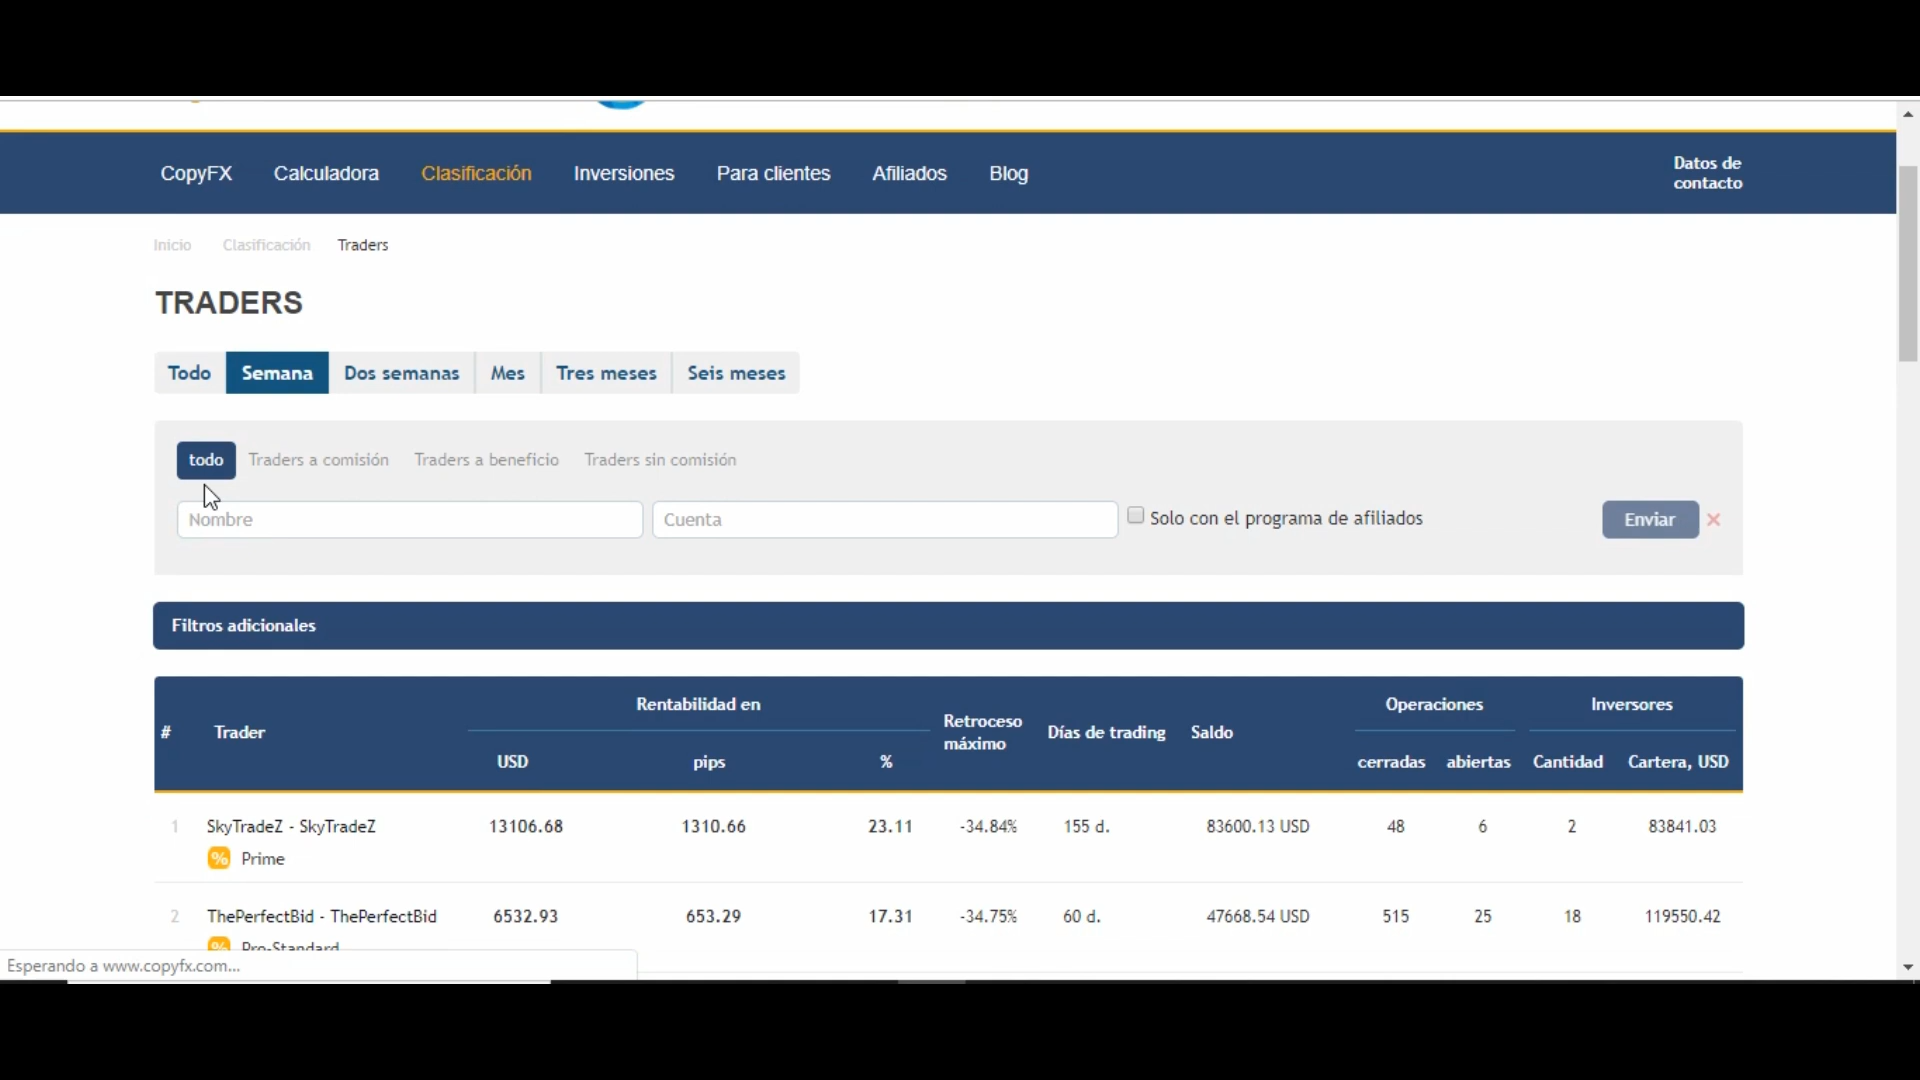 CopyFX Calculadora Clasificación Inversiones Para clientes Afiliados Blog Datos de
contacto
Inicio Clasificación Traders
TRADERS
Todo Semana Dos semanas Mes Tres meses Seis meses
todo Traders a comisión Traders a beneficio Traders sin comisión
Nombre Cuenta Solo con el programa de afiliados Enviar
Filtros adicionales
Rentabilidad en Operaciones Inversores
# Trader Retroceso máximo Días de trading Saldo
USD pips % cerradas abiertas Cantidad Cartera, USD
1 SkyTradeZ - SkyTradeZ 13106.68 1310.66 23.11 -34.84% 155 d. 83600.13 USD 48 6 2 83841.03
% Prime
2 ThePerfectBid - ThePerfectBid 6532.93 653.29 17.31 -34.75% 60 d. 47668.54 USD 515 25 18 119550.42
% Pro-Standard
Esperando a www.copyfx.com...